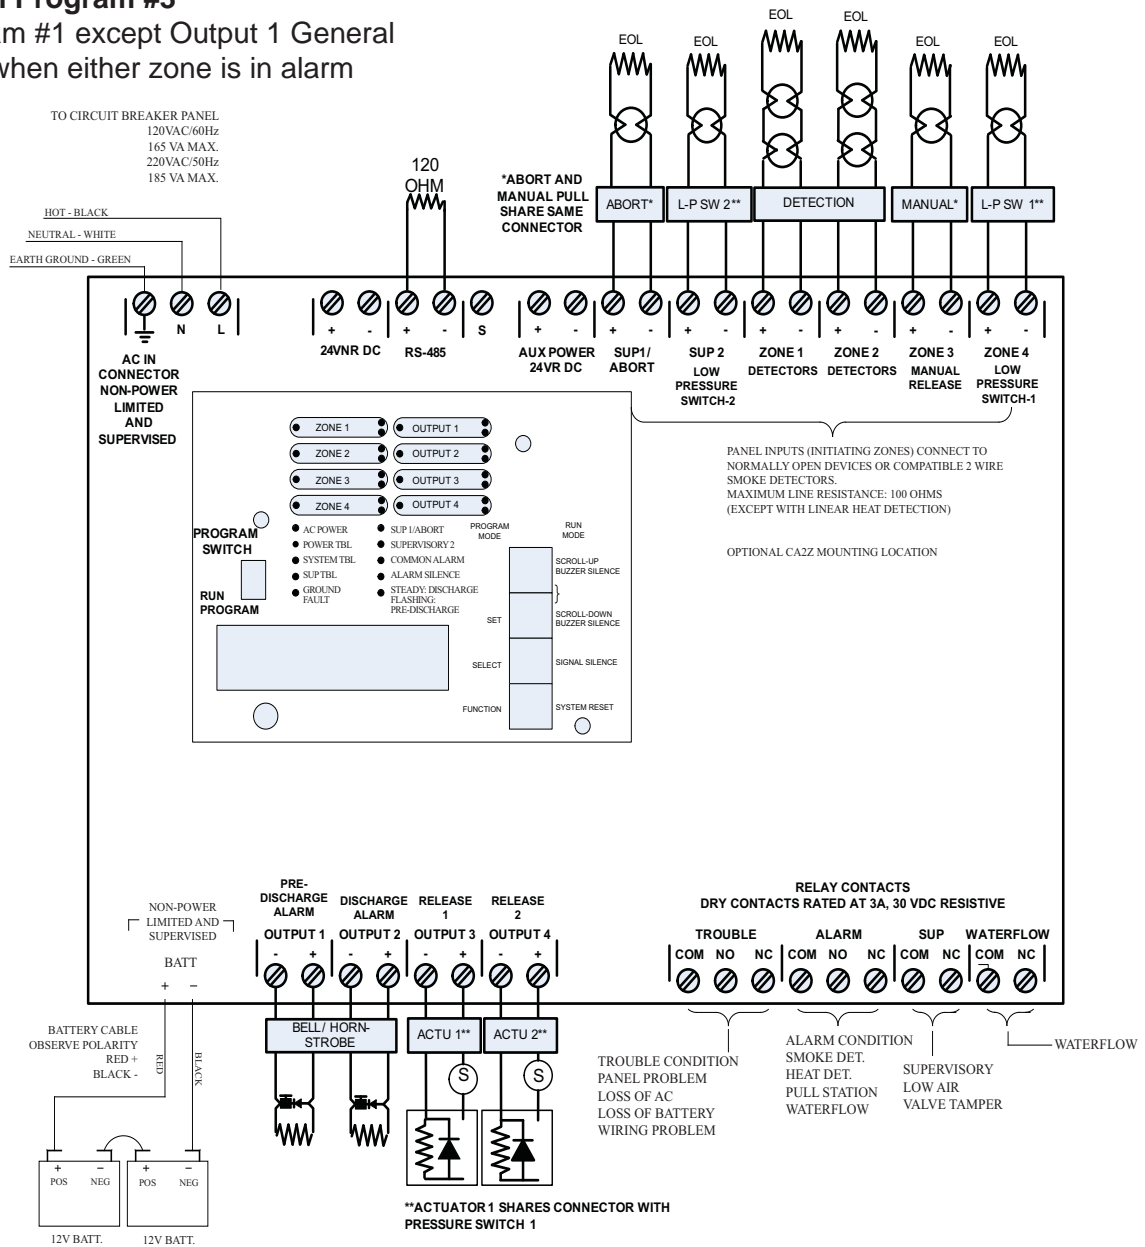 Program #3
#1 except Output 1 General
when either zone is in alarm
TO CIRCUIT BREAKER PANEL
120VAC/60Hz
165 VA MAX.
220VAC/50Hz
185 VA MAX.
HOT - BLACK
NEUTRAL - WHITE
EARTH GROUND - GREEN
120
OHM
*ABORT AND
MANUAL PULL
SHARE SAME
CONNECTOR
EOL
EOL
EOL
EOL
EOL
EOL
ABORT*
L-P SW 2**
DETECTION
MANUAL*
L-P SW 1**
N
L
+ -
+ -
S
+ -
+ -
+ -
+ -
+ -
+ -
+ -
AC IN
CONNECTOR
NON-POWER
LIMITED
AND
SUPERVISED
24VNR DC
RS-485
AUX POWER
24VR DC
SUP1/
ABORT
SUP 2
LOW
PRESSURE
SWITCH-2
ZONE 1
DETECTORS
ZONE 2
DETECTORS
ZONE 3
MANUAL
RELEASE
ZONE 4
LOW
PRESSURE
SWITCH-1
PANEL INPUTS (INITIATING ZONES) CONNECT TO
NORMALLY OPEN DEVICES OR COMPATIBLE 2 WIRE
SMOKE DETECTORS.
MAXIMUM LINE RESISTANCE: 100 OHMS
(EXCEPT WITH LINEAR HEAT DETECTION)
OPTIONAL CA2Z MOUNTING LOCATION
ZONE 1
OUTPUT 1
ZONE 2
OUTPUT 2
ZONE 3
OUTPUT 3
ZONE 4
OUTPUT 4
PROGRAM
SWITCH
RUN
PROGRAM
AC POWER
POWER TBL
SYSTEM TBL
SUP TBL
GROUND
FAULT
SUP 1/ABORT
SUPERVISORY 2
COMMON ALARM
ALARM SILENCE
STEADY: DISCHARGE
FLASHING:
PRE-DISCHARGE
PROGRAM
MODE
RUN
MODE
SCROLL-UP
BUZZER SILENCE
SET
SCROLL-DOWN
BUZZER SILENCE
SELECT
SIGNAL SILENCE
FUNCTION
SYSTEM RESET
NON-POWER
LIMITED AND
SUPERVISED
BATT
+ −
PRE-
DISCHARGE
ALARM
OUTPUT 1
- +
DISCHARGE
ALARM
OUTPUT 2
- +
RELEASE
1
OUTPUT 3
- +
RELEASE
2
OUTPUT 4
- +
RELAY CONTACTS
DRY CONTACTS RATED AT 3A, 30 VDC RESISTIVE
TROUBLE
COM NO NC
ALARM
COM NO NC
SUP
COM NC
WATERFLOW
COM NC
BATTERY CABLE
OBSERVE POLARITY
RED +
BLACK -
RED
BLACK
BELL/ HORN-
STROBE
ACTU 1**
ACTU 2**
S
S
TROUBLE CONDITION
PANEL PROBLEM
LOSS OF AC
LOSS OF BATTERY
WIRING PROBLEM
ALARM CONDITION
SMOKE DET.
HEAT DET.
PULL STATION
WATERFLOW
SUPERVISORY
LOW AIR
VALVE TAMPER
WATERFLOW
+ −
POS NEG
+ −
POS NEG
12V BATT.
12V BATT.
**ACTUATOR 1 SHARES CONNECTOR WITH
PRESSURE SWITCH 1